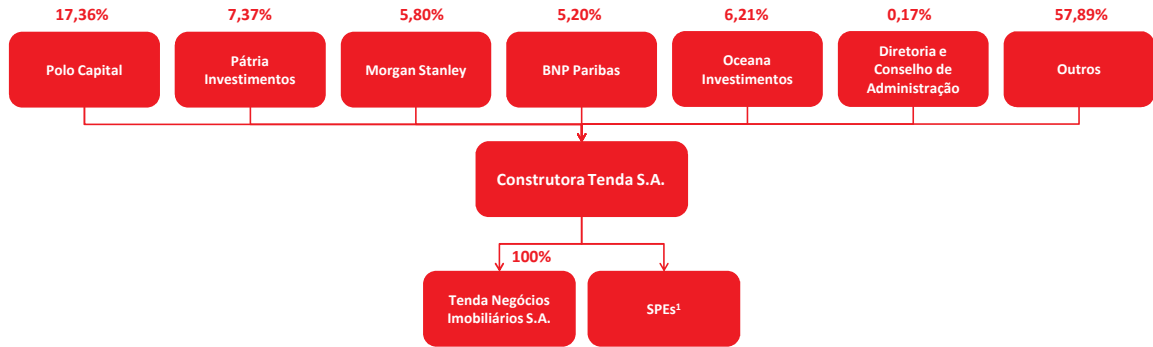 17,36%
7,37%
5,80%
5,20%
6,21%
0,17%
57,89%
Polo Capital
Pátria
Investimentos
Morgan Stanley
BNP Paribas
Oceana
Investimentos
Diretoria e
Conselho de
Administração
Outros
Construtora Tenda S.A.
100%
Tenda Negócios
Imobiliários S.A.
SPEs¹